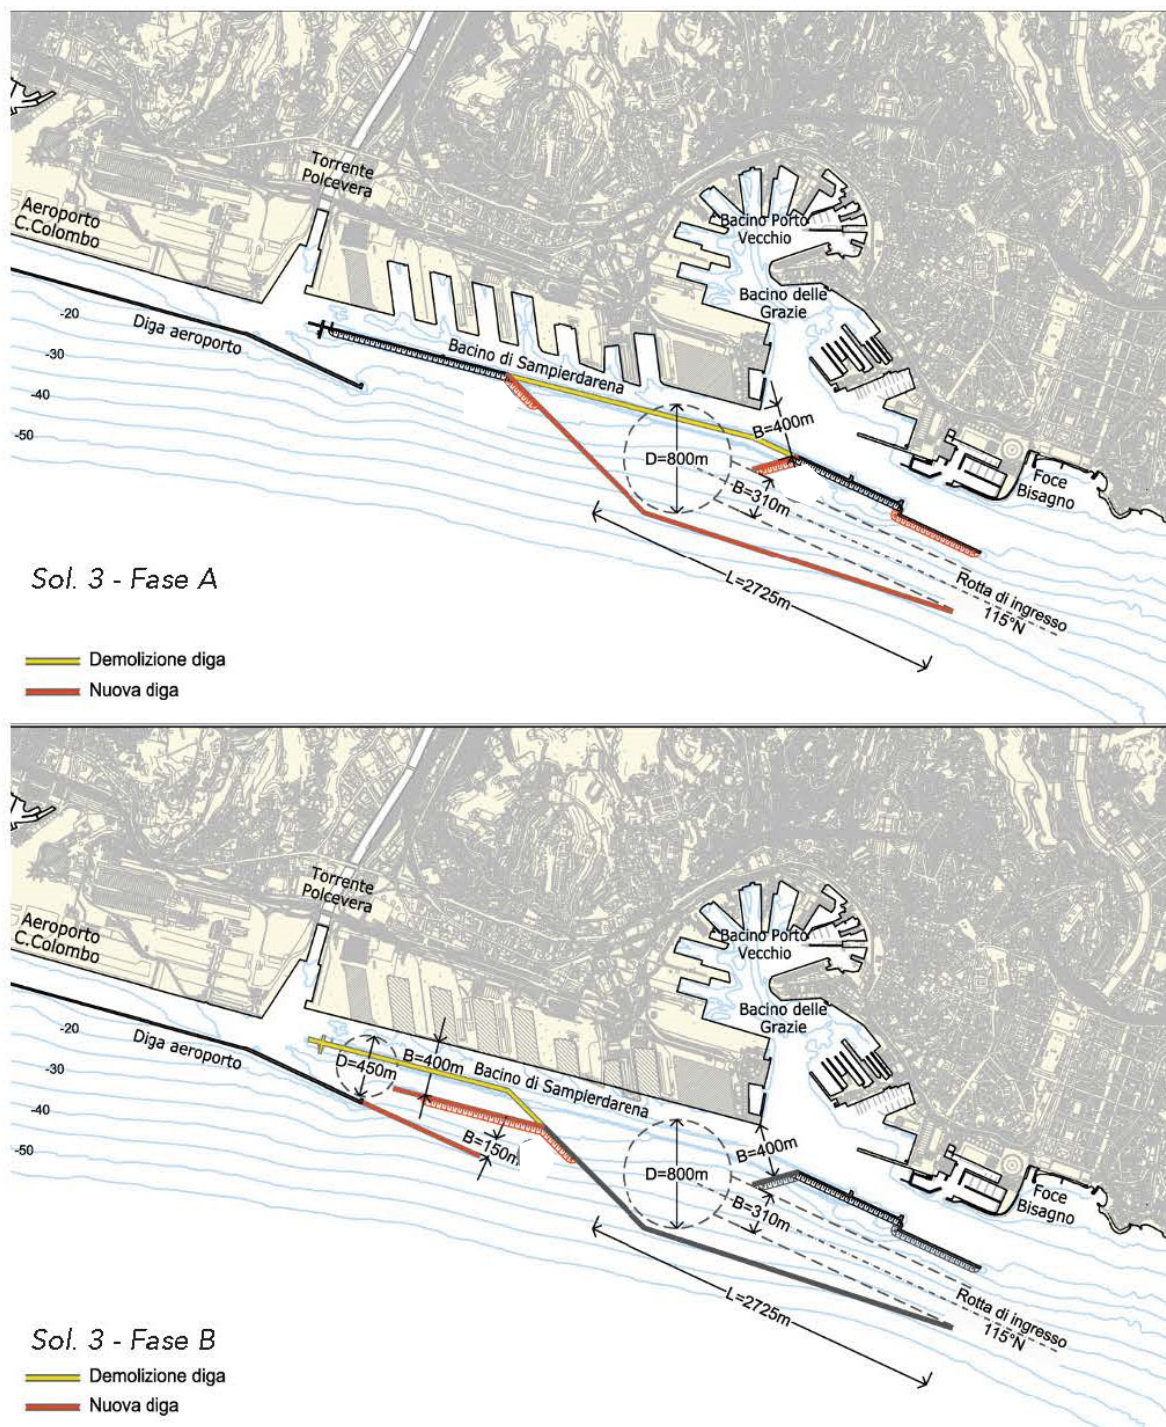 Torrente
Polcevera
Aeroporto
C.Colombo
Bacino Porto
Vecchio
Bacino delle
Grazie
-20
Diga aeroporto
-30
Bacino di Sampierdarena
-40
-50
B=400m
D=800m
B=310m
Foce
Bisagno
L=2725m
Rotta di ingresso
115°N
Sol. 3 - Fase A
Demolizione diga
Nuova diga
Torrente
Polcevera
Aeroporto
C.Colombo
Bacino Porto
Vecchio
Bacino delle
Grazie
-20
Diga aeroporto
-30
D=450m
B=400m
Bacino di Sampierdarena
-40
-50
B=150m
B=400m
D=800m
B=310m
Foce
Bisagno
L=2725m
Rotta di ingresso
115°N
Sol. 3 - Fase B
Demolizione diga
Nuova diga